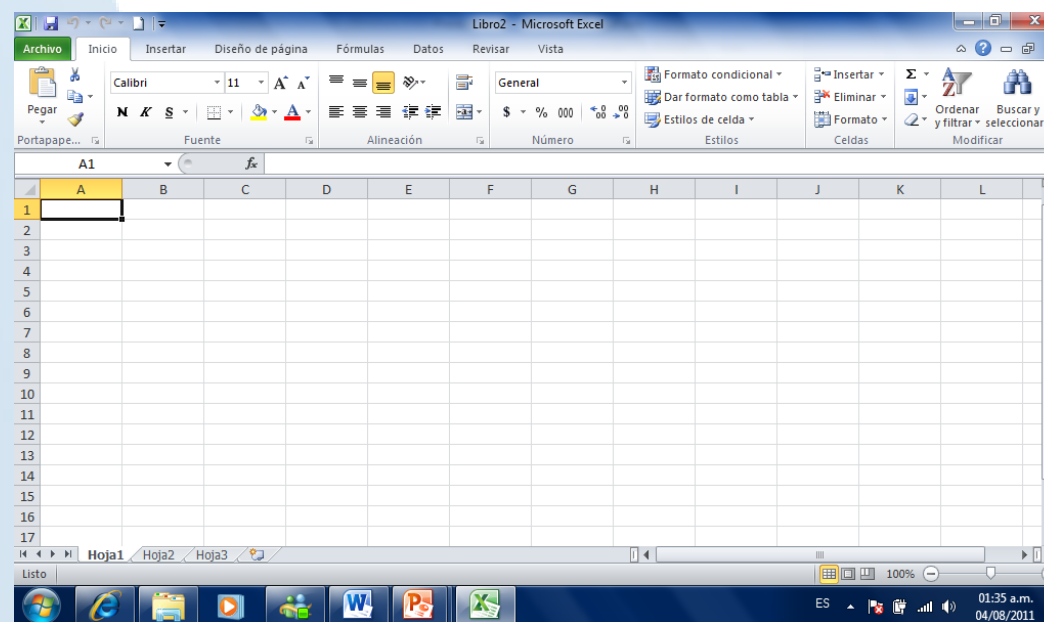 Libro2 - Microsoft Excel
Archivo Inicio Insertar Diseño de página Fórmulas Datos Revisar Vista
Pegar
Calibri 11
N K S
A A A
General
$ % 000
Formato condicional
Dar formato como tabla
Estilos de celda
Insertar
Eliminar
Formato
Σ
Ordenar y filtrar
Buscar y seleccionar
Portapape... Fuente Alineación Número Estilos Celdas Modificar
A1 fx
A B C D E F G H I J K L
1
2
3
4
5
6
7
8
9
10
11
12
13
14
15
16
17
Hoja1 Hoja2 Hoja3
Listo 100%
ES 01:35 a.m.
04/08/2011